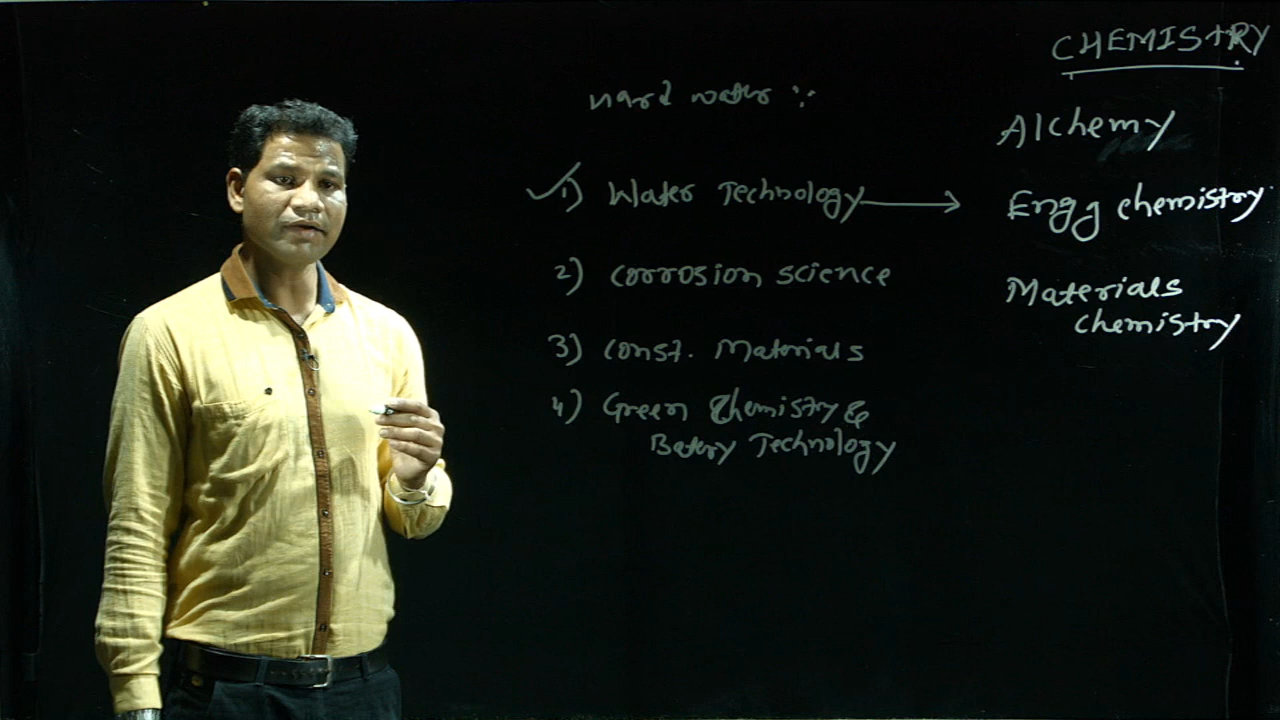 CHEMISTRY
Hard water :-
Alchemy
1) Water Technology → Engg chemistry
2) Corrosion science
Materials
chemistry
3) Const. Materials
4) Green Chemistry &
Batery Technology